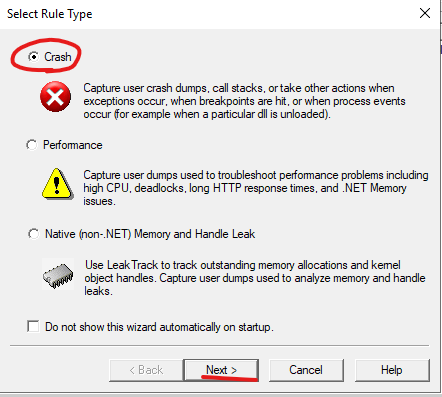 Select Rule Type
Crash
Capture user crash dumps, call stacks, or take other actions when
exceptions occur, when breakpoints are hit, or when process events
occur (for example when a particular dll is unloaded).
Performance
Capture user dumps used to troubleshoot performance problems including
high CPU, deadlocks, long HTTP response times, and .NET Memory
issues.
Native (non-.NET) Memory and Handle Leak
Use LeakTrack to track outstanding memory allocations and kernel
object handles. Capture user dumps used to analyze memory and handle
leaks.
Do not show this wizard automatically on startup.
< Back Next > Cancel Help